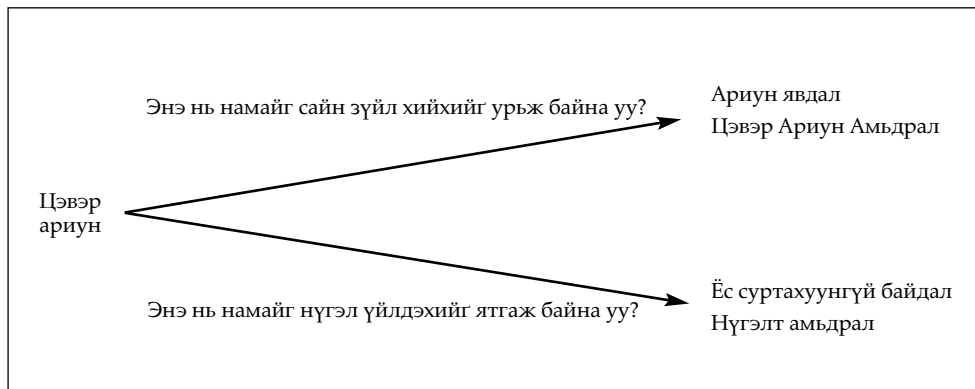 Энэ нь намайг сайн зүйл хийхийг урьж байна уу?
Ариун явдал
Цэвэр Ариун Амьдрал
Цэвэр
ариун
Энэ нь намайг нүгэл үйлдэхийг ятгаж байна уу?
Ёс суртахуунгүй байдал
Нүгэлт амьдрал